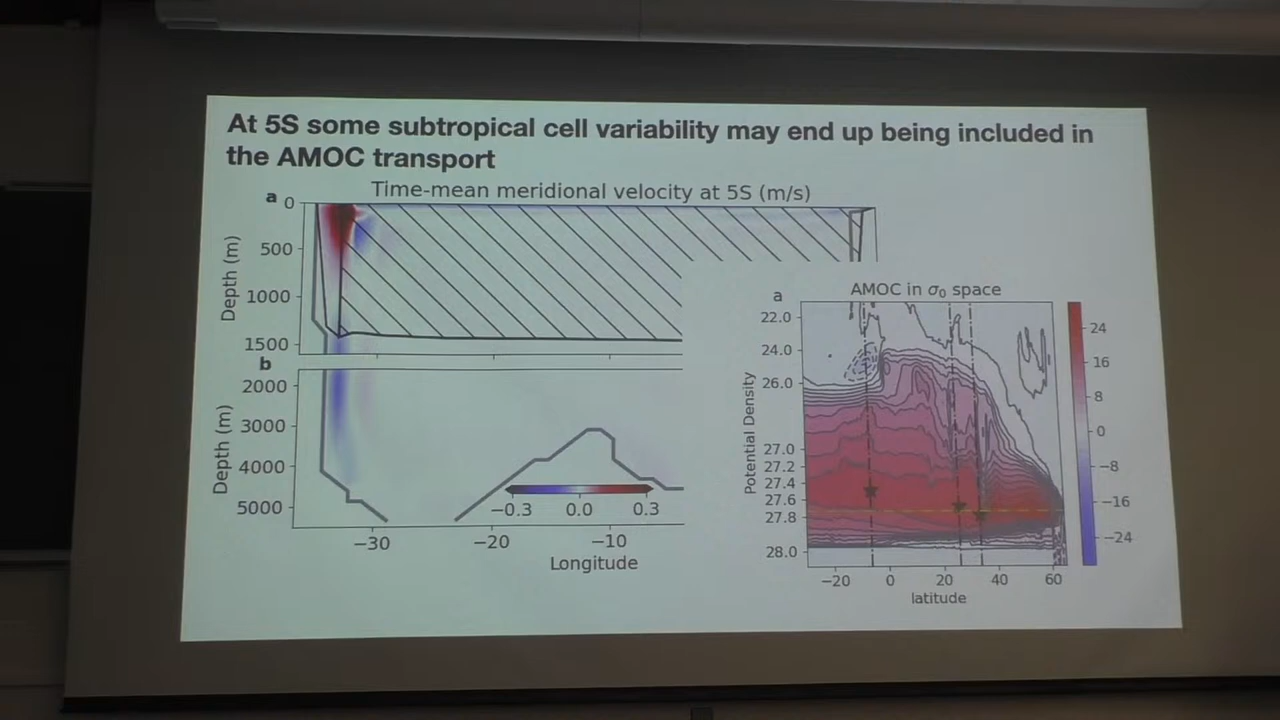 At 5S some subtropical cell variability may end up being included in
the AMOC transport
a
Time-mean meridional velocity at 5S (m/s)
0
500
1000
1500
Depth (m)
b
2000
3000
4000
5000
Depth (m)
−0.3 0.0 0.3
−30 −20 −10
Longitude
a
AMOC in σ0 space
22.0
24.0
26.0
27.0
27.2
27.4
27.6
27.8
28.0
Potential Density
−20 0 20 40 60
latitude
24
16
8
0
−8
−16
−24